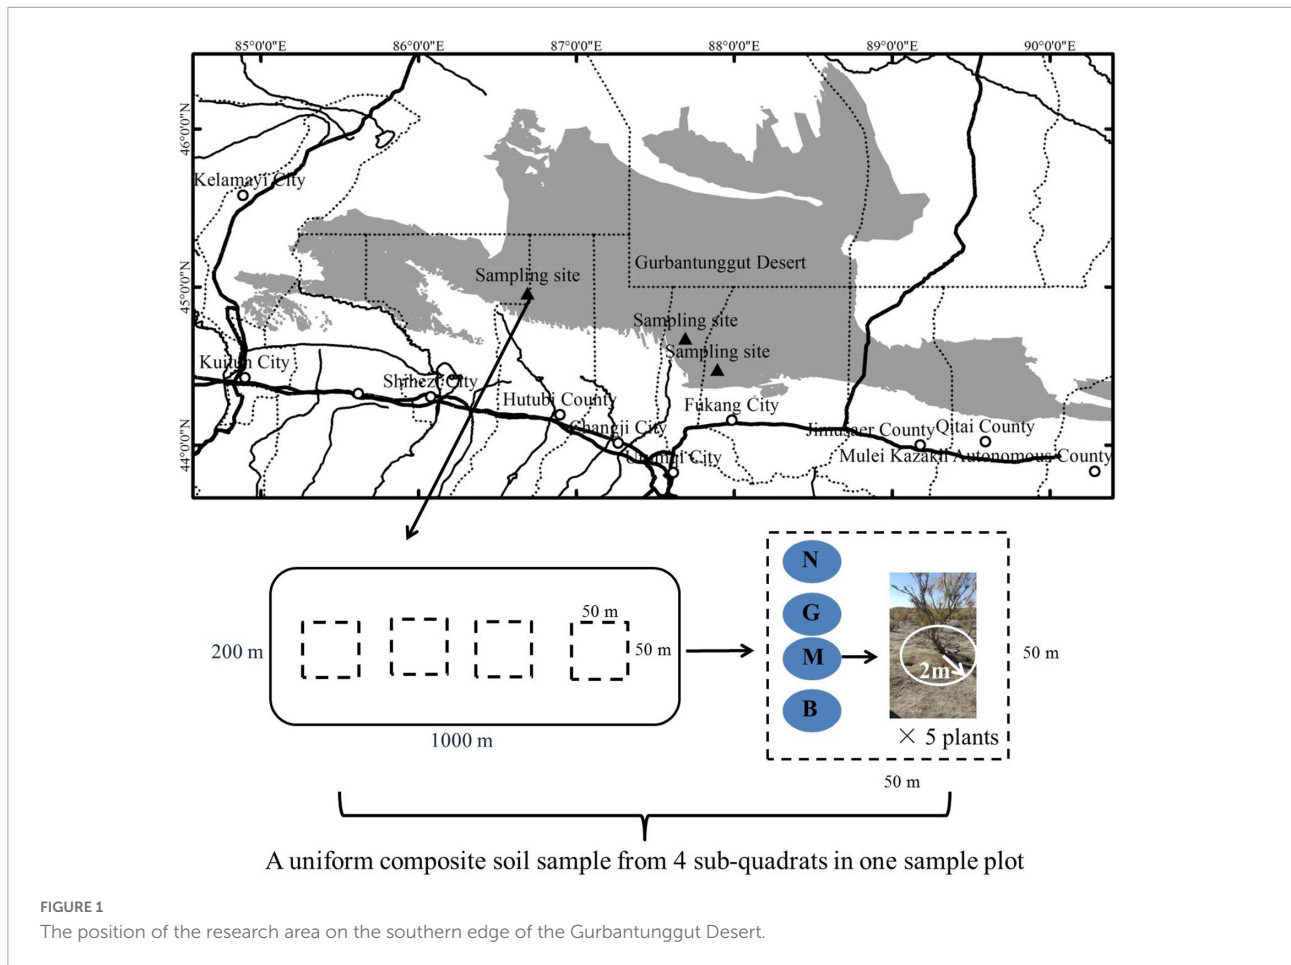 85°0'0"E 86°0'0"E 87°0'0"E 88°0'0"E 89°0'0"E 90°0'0"E
46°0'0"N
Kelamayi City
Gurbantunggut Desert
45°0'0"N
Sampling site
Sampling site
Sampling site
Kuitun City
Shihezi City
Hutubi County
Fukang City
Changji City
Jimusaer County
Qitai County
44°0'0"N
Urumqi City
Mulei Kazakh Autonomous County
50 m
50 m
200 m
1000 m
N
G
M
B
2m
× 5 plants
50 m
50 m
A uniform composite soil sample from 4 sub-quadrats in one sample plot
FIGURE 1
The position of the research area on the southern edge of the Gurbantunggut Desert.